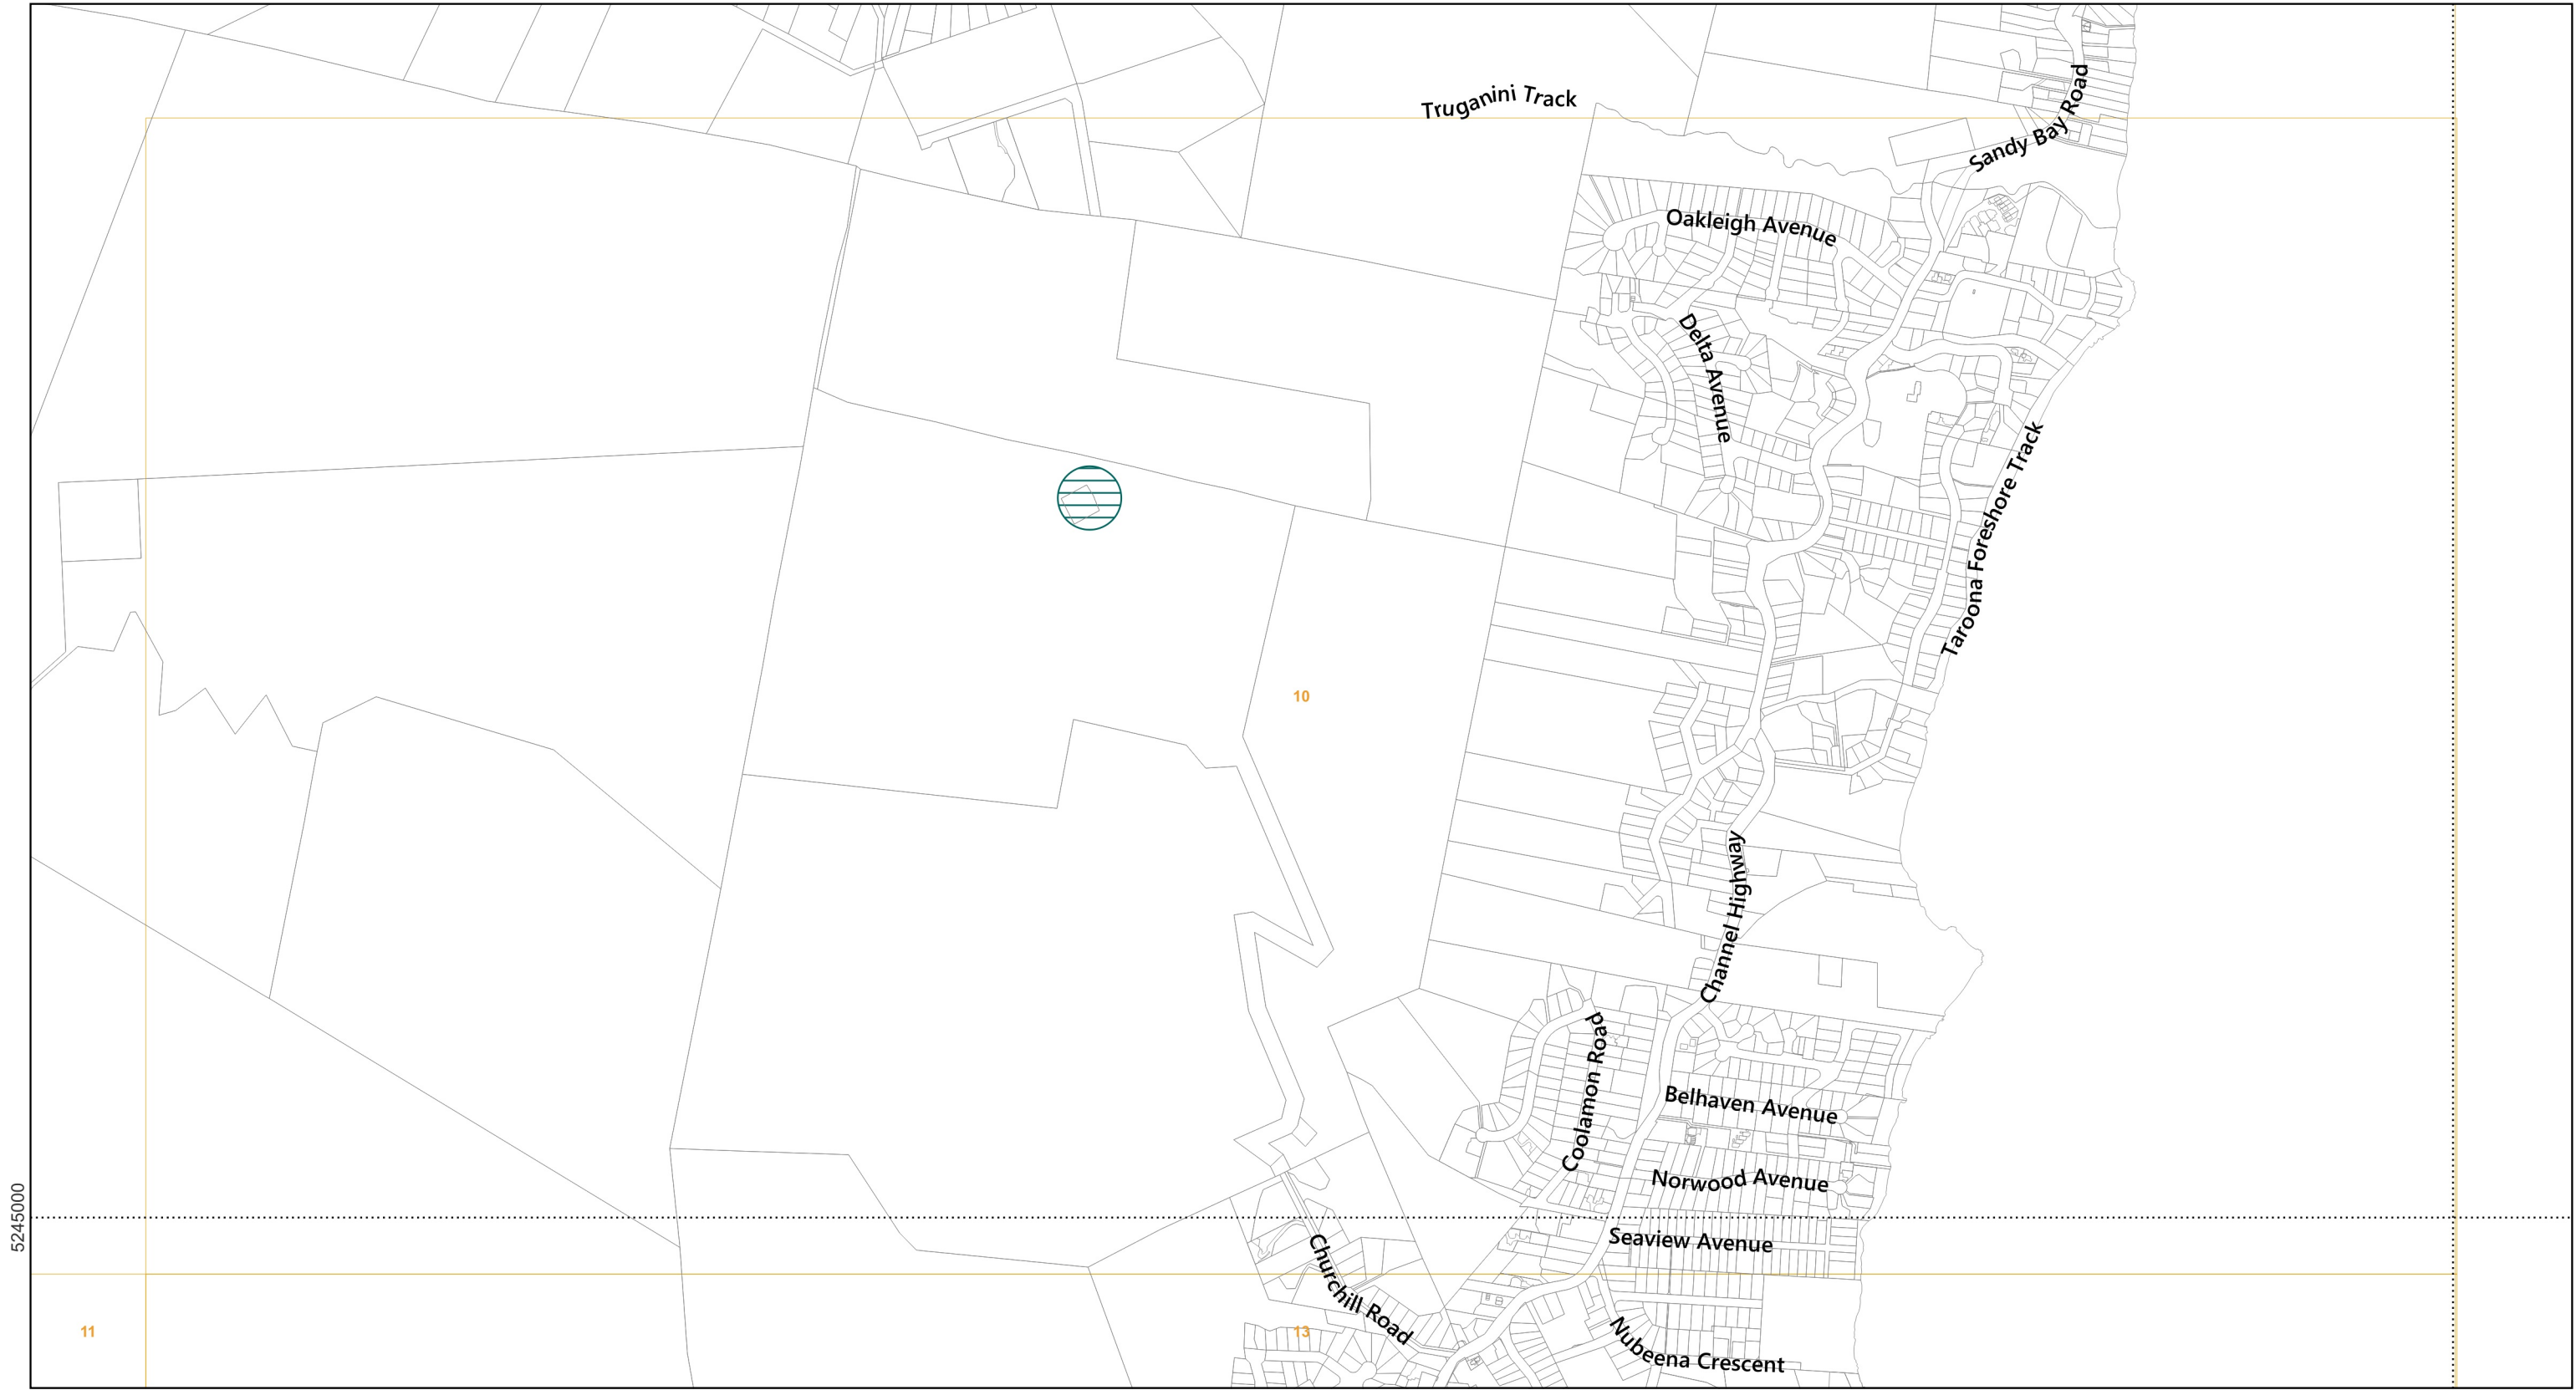 Truganini Track
Sandy Bay Road
Oakleigh Avenue
Delta Avenue
Taroona Foreshore Track
10
Channel Highway
Coolamon Road
Belhaven Avenue
Norwood Avenue
5245000
Seaview Avenue
Churchill Road
11
13
Nubeena Crescent